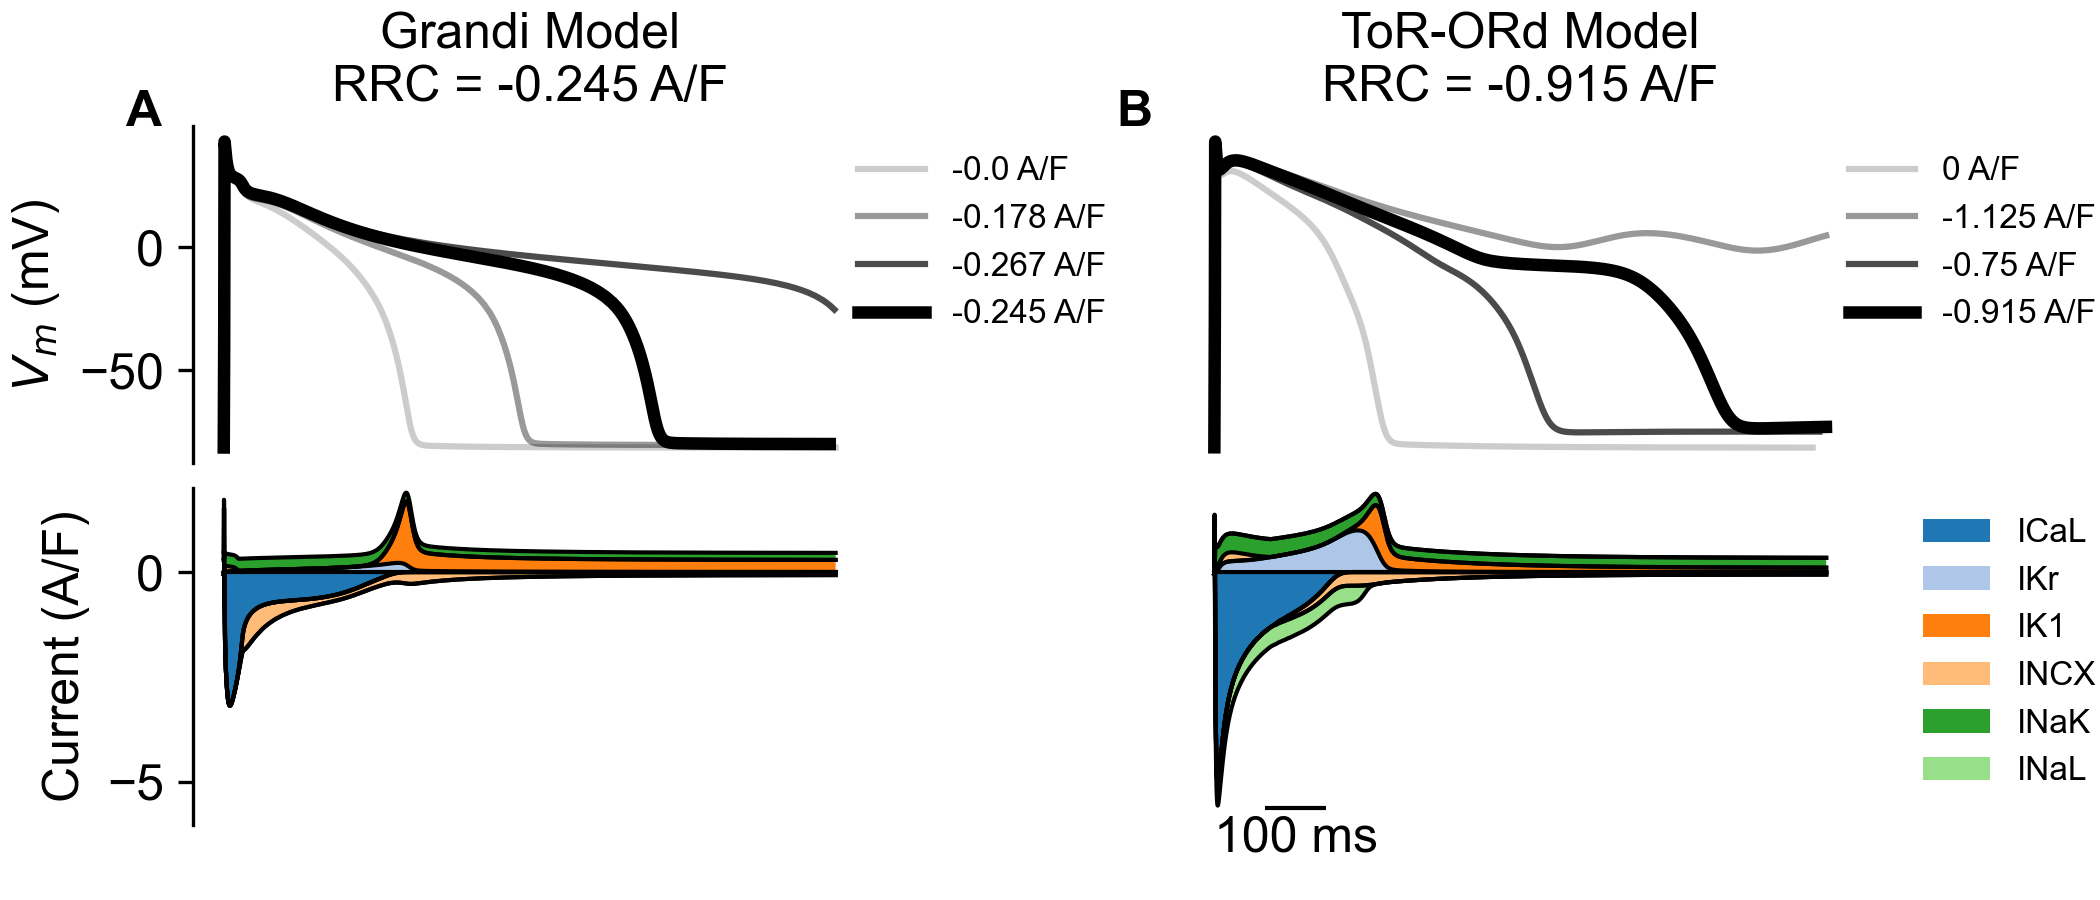 Grandi Model
RRC = -0.245 A/F
ToR-ORd Model
RRC = -0.915 A/F
A
B
Vm (mV)
0
−50
-0.0 A/F
-0.178 A/F
-0.267 A/F
-0.245 A/F
0 A/F
-1.125 A/F
-0.75 A/F
-0.915 A/F
Current (A/F)
0
−5
100 ms
ICaL
IKr
IK1
INCX
INaK
INaL